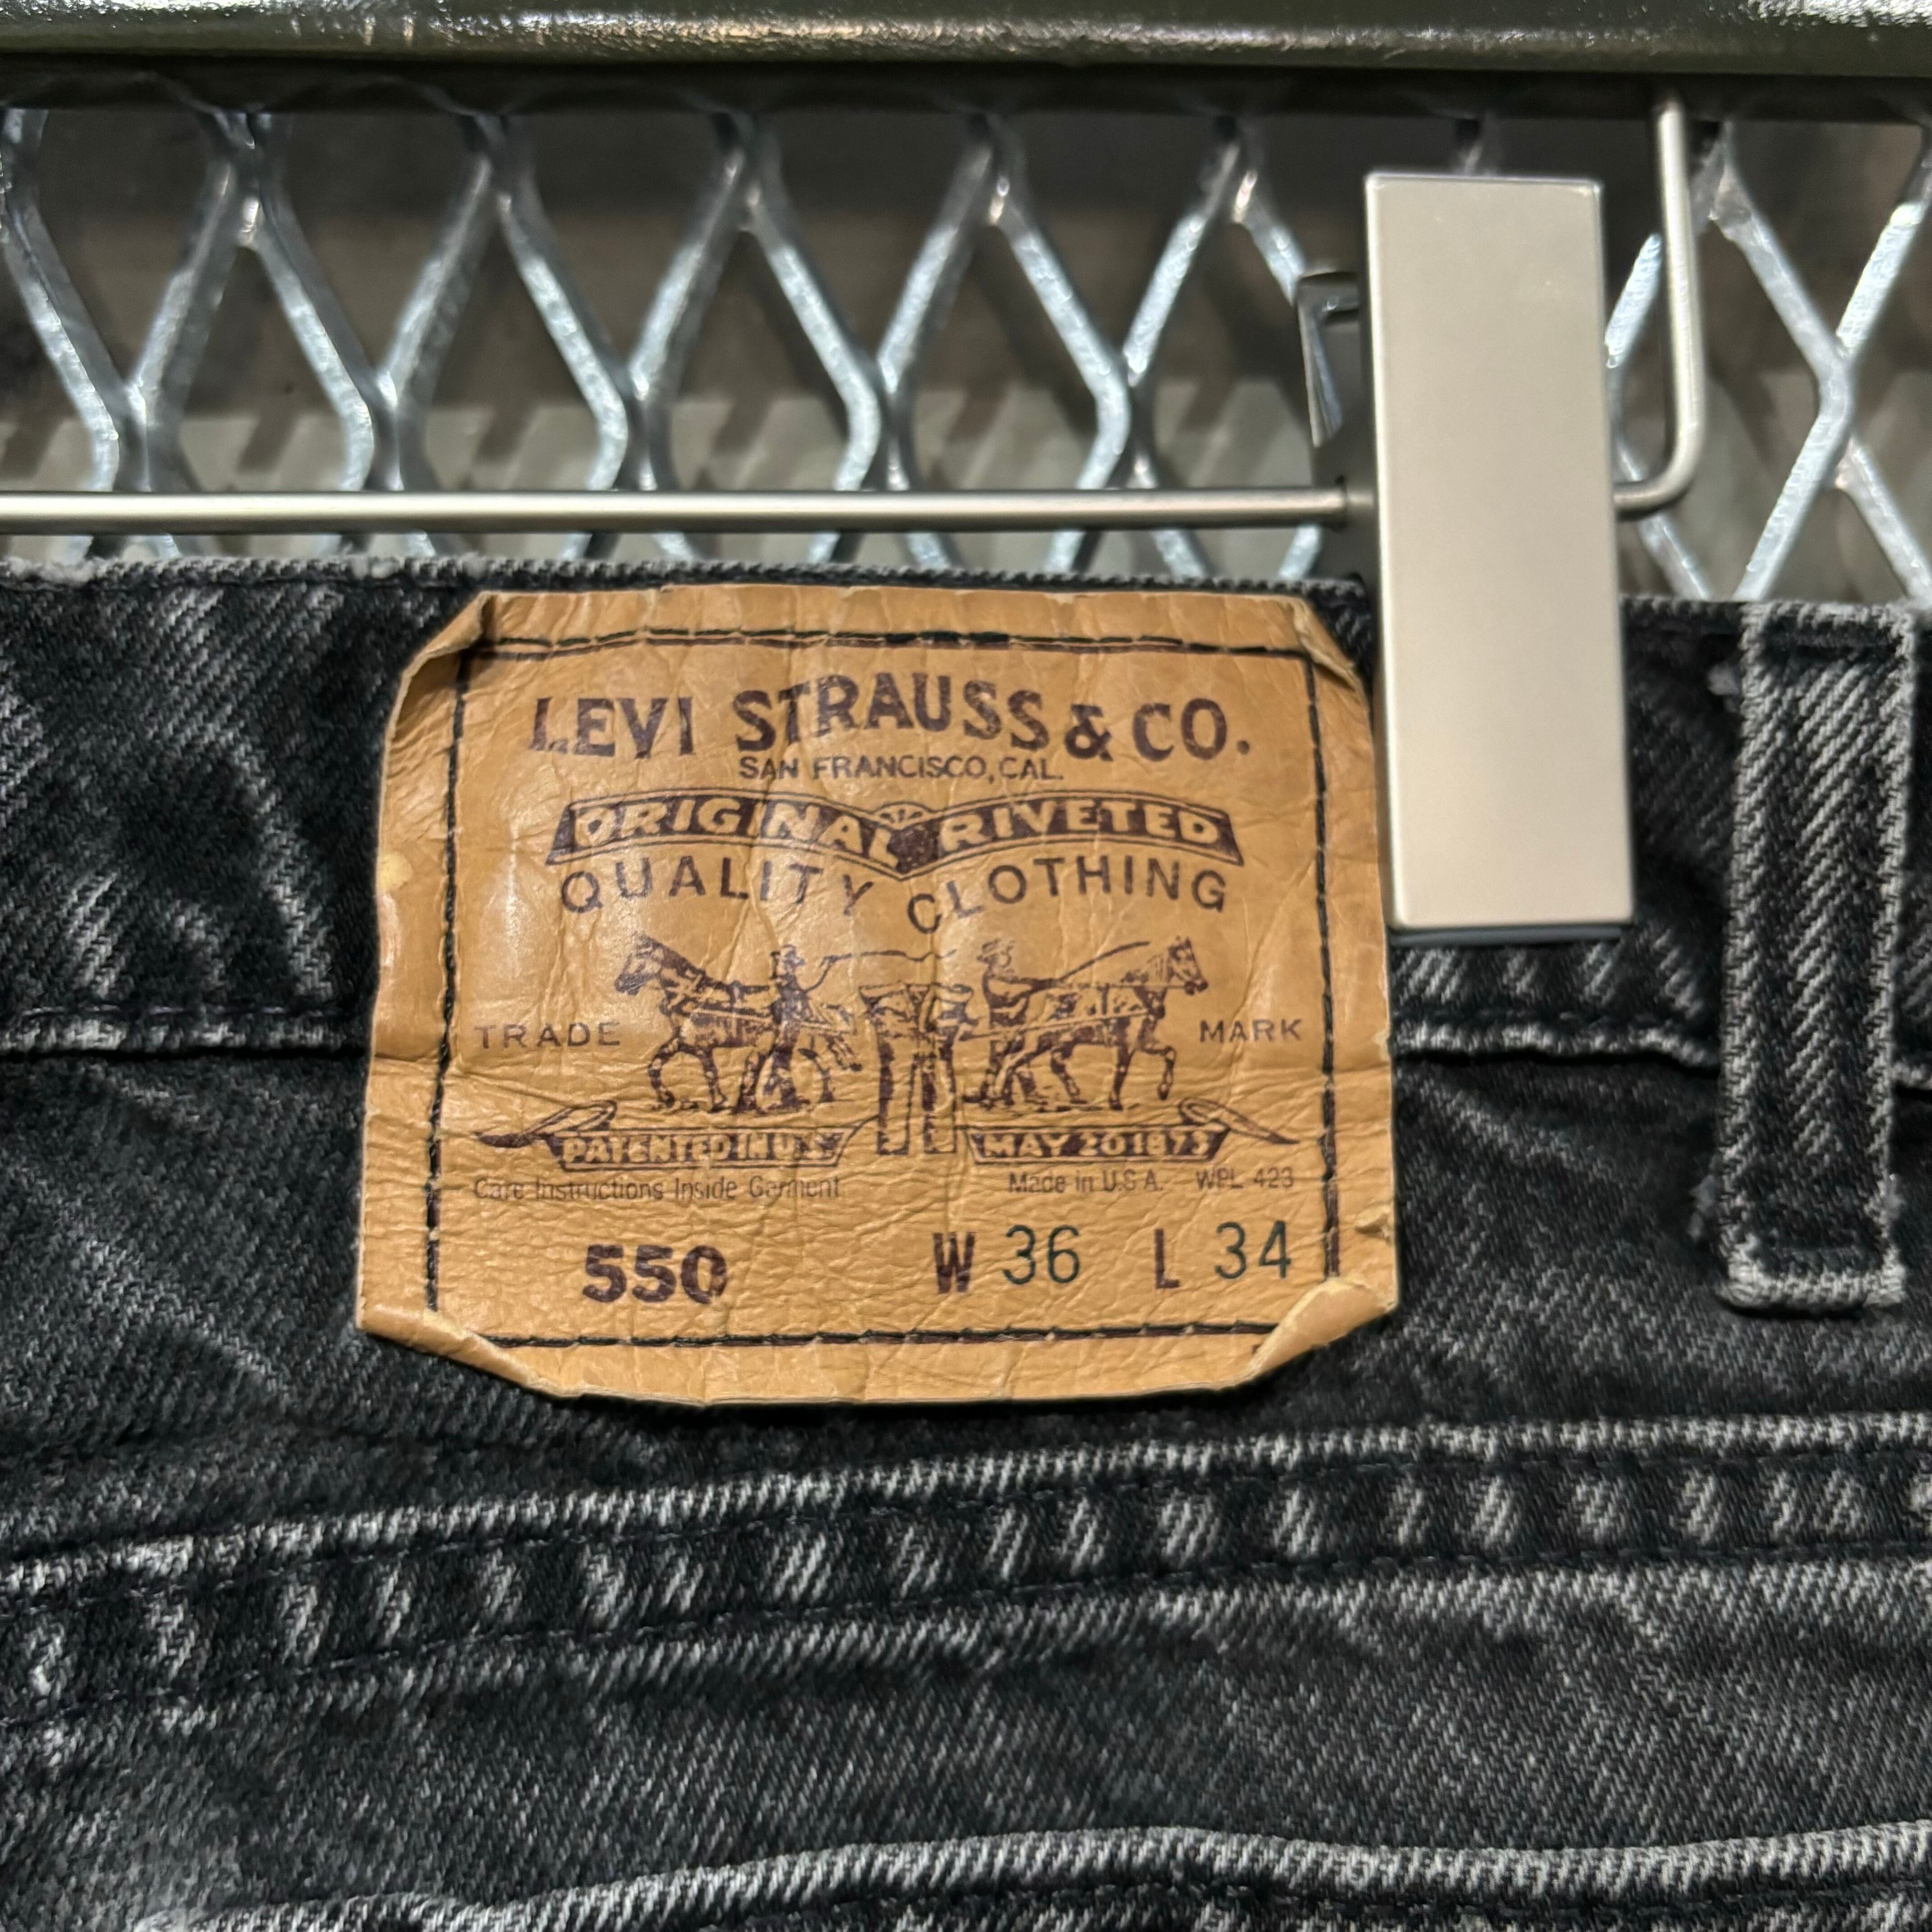 LEVI STRAUSS & CO.
SAN FRANCISCO, CAL.
ORIGINAL RIVETED
QUALITY CLOTHING
TRADE MARK
PATENTED IN U.S. MAY 20 1873
Care Instructions Inside Garment Made in U.S.A. WPL 423
550 W 36 L 34